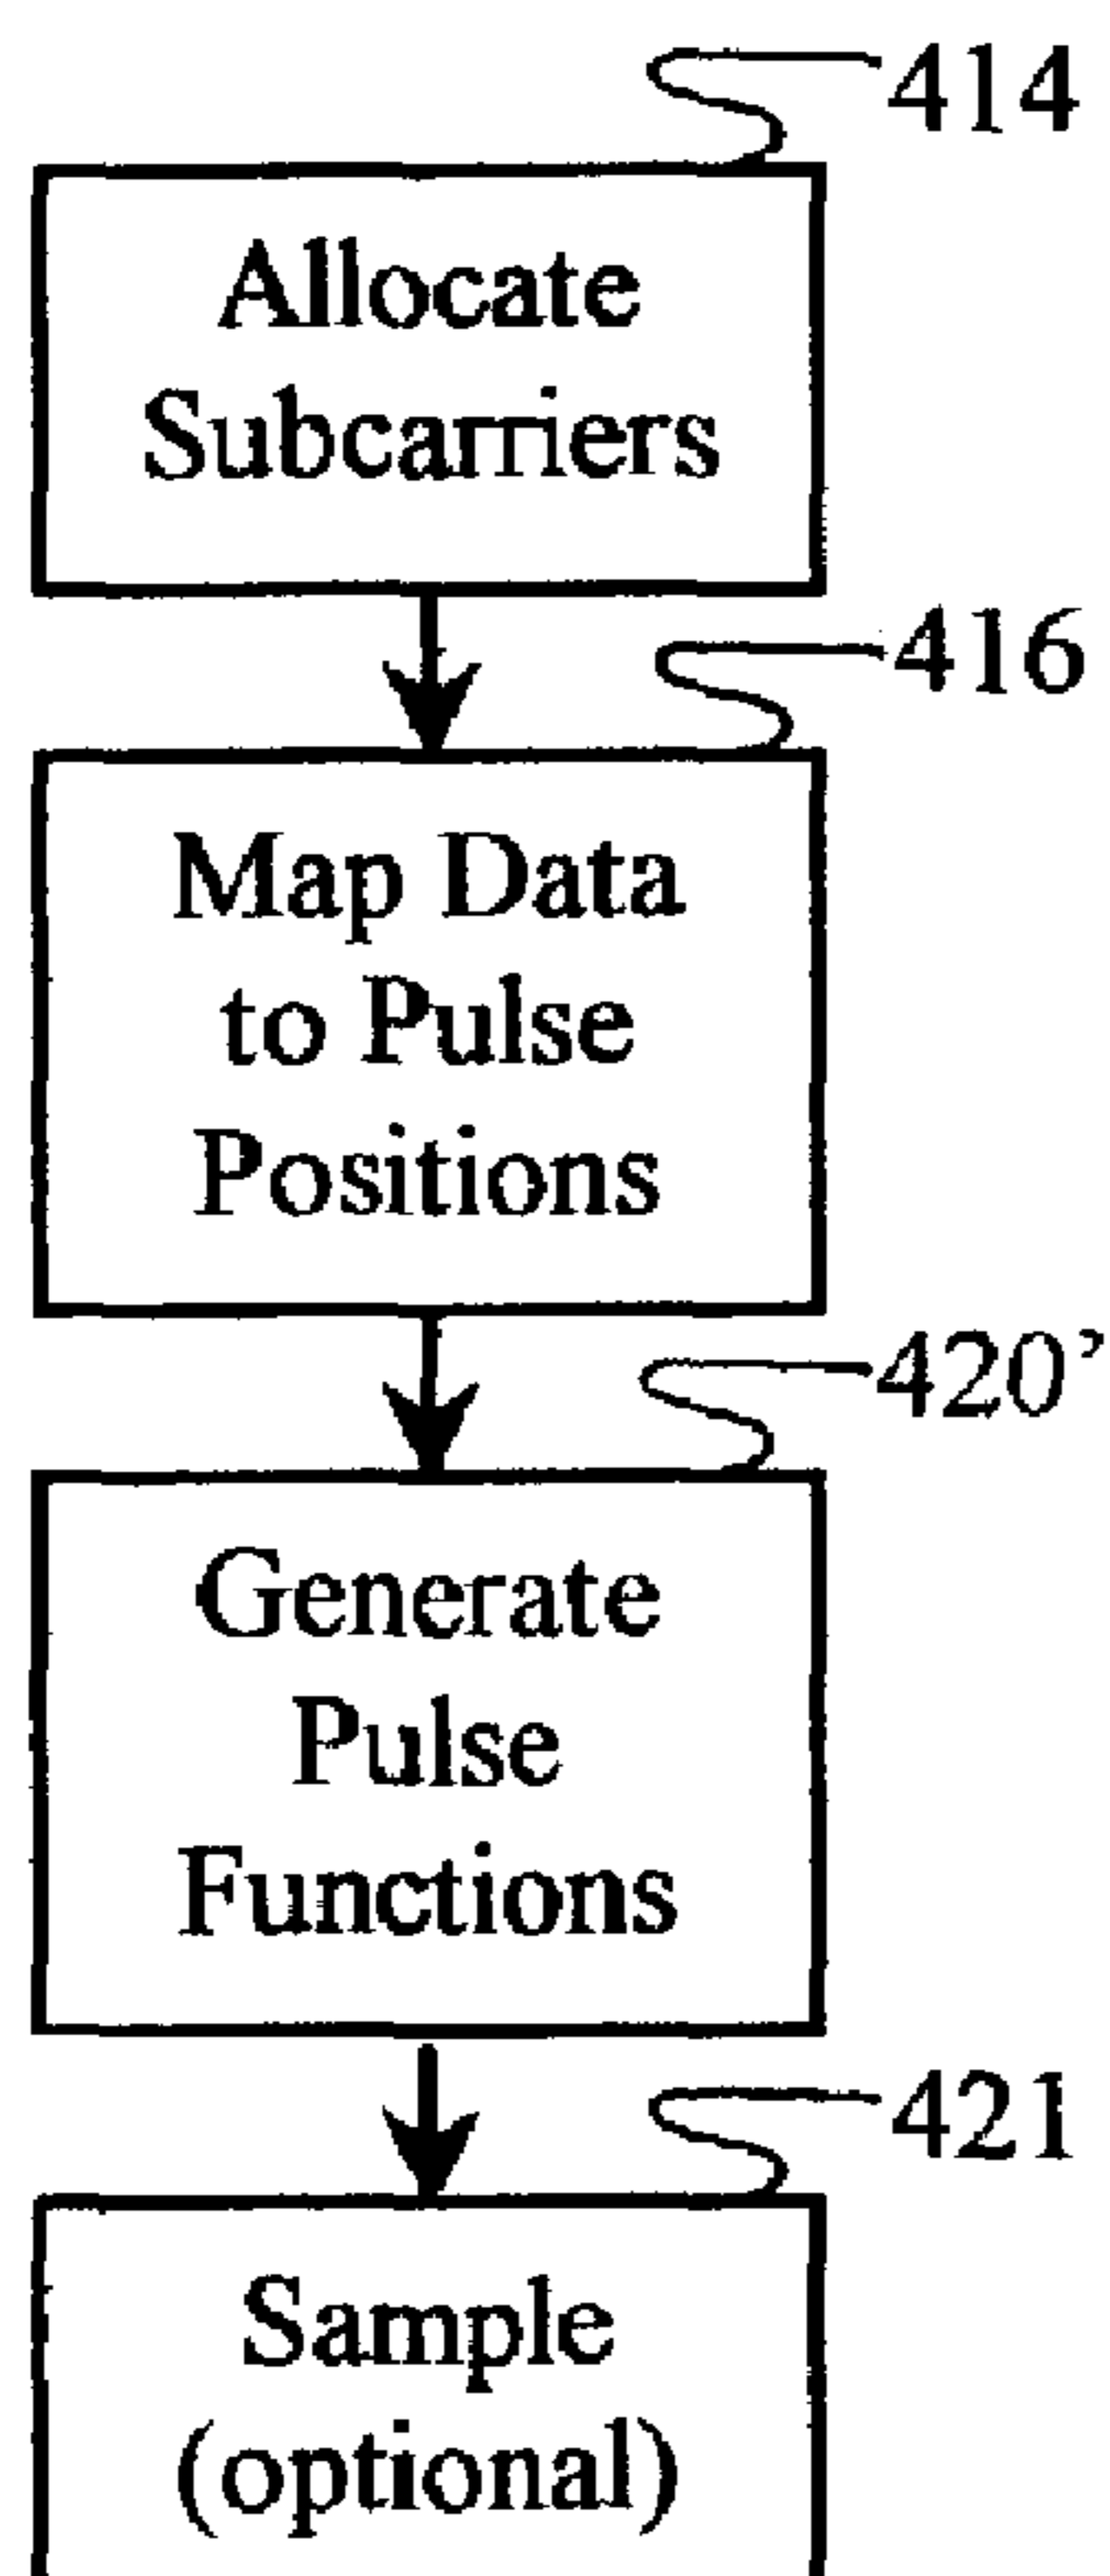 414
Allocate
Subcarriers
416
Map Data
to Pulse
Positions
420’
Generate
Pulse
Functions
421
Sample
(optional)